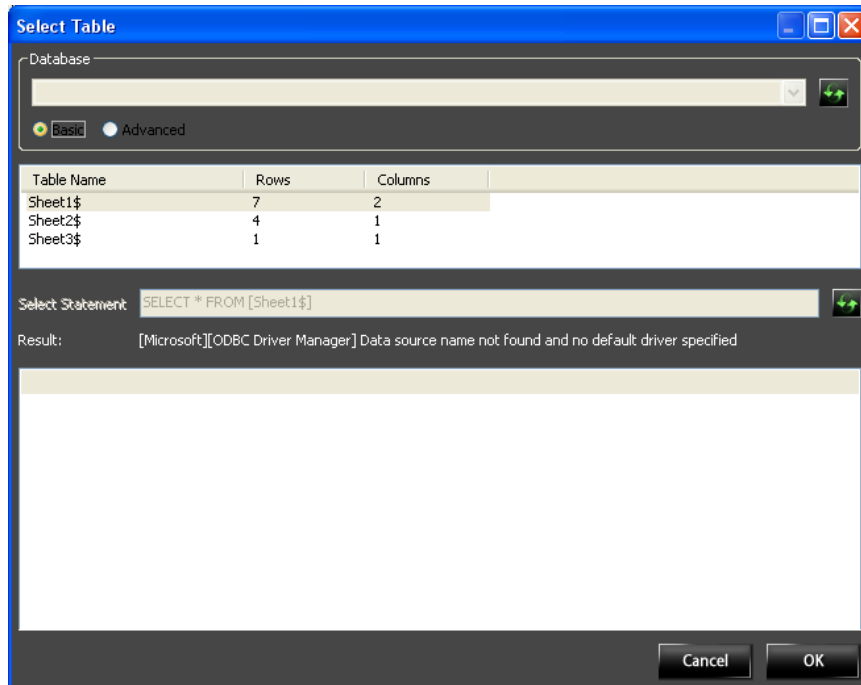 Select Table
Database
Basic Advanced
Table Name Rows Columns
Sheet1$ 7 2
Sheet2$ 4 1
Sheet3$ 1 1
Select Statement SELECT * FROM [Sheet1$]
Result: [Microsoft][ODBC Driver Manager] Data source name not found and no default driver specified
Cancel OK